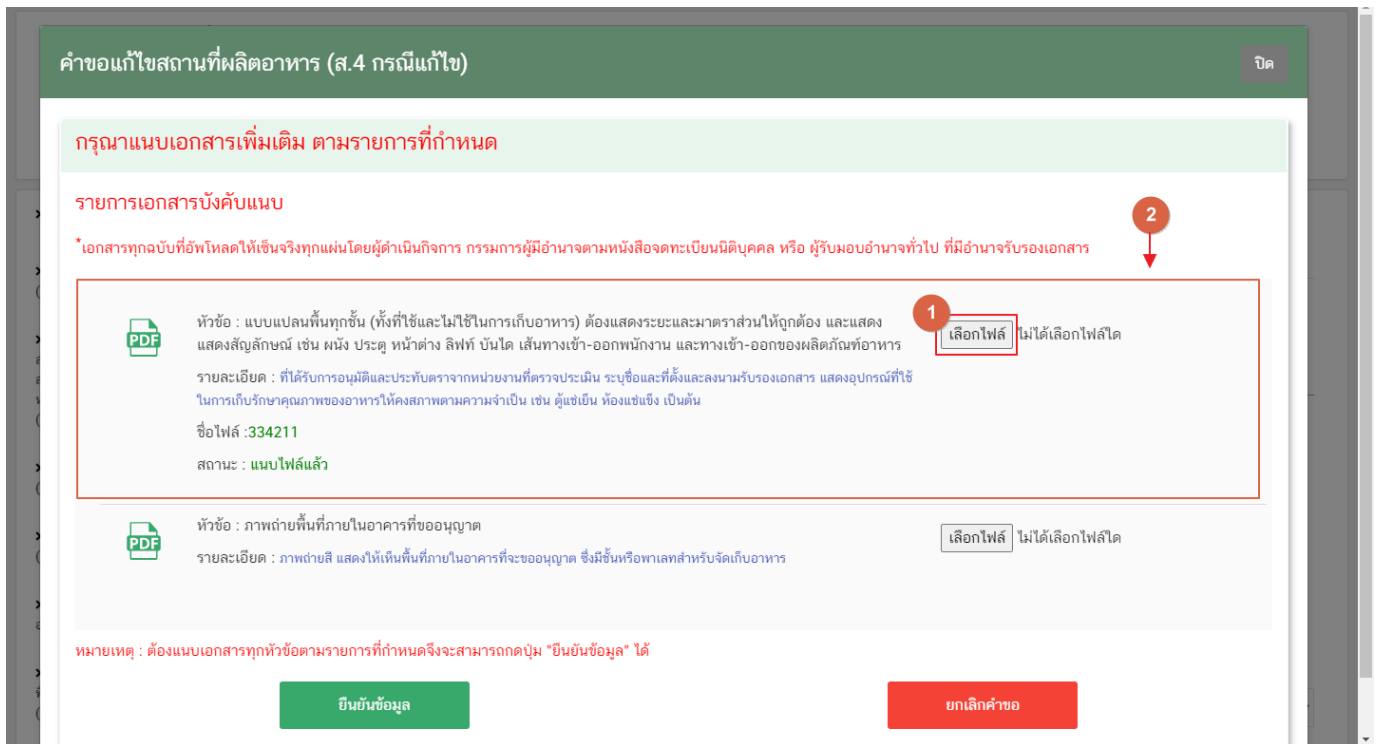 คำขอแก้ไขสถานที่ผลิตอาหาร (ส.4 กรณีแก้ไข)
ปิด
กรุณาแนบเอกสารเพิ่มเติม ตามรายการที่กำหนด
รายการเอกสารบังคับแนบ
2
*เอกสารทุกฉบับที่อัพโหลดให้เซ็นจริงทุกแผ่นโดยผู้ดำเนินกิจการ กรรมการผู้มีอำนาจตามหนังสือจดทะเบียนนิติบุคคล หรือ ผู้รับมอบอำนาจทั่วไป ที่มีอำนาจรับรองเอกสาร
PDF
หัวข้อ : แบบแปลนพื้นทุกชั้น (ทั้งที่ใช้และไม่ใช้ในการเก็บอาหาร) ต้องแสดงระยะและมาตราส่วนให้ถูกต้อง และแสดง
แสดงสัญลักษณ์ เช่น ผนัง ประตู หน้าต่าง ลิฟท์ บันได เส้นทางเข้า-ออกพนักงาน และทางเข้า-ออกของผลิตภัณฑ์อาหาร
1
เลือกไฟล์ ไม่ได้เลือกไฟล์ใด
รายละเอียด : ที่ได้รับการอนุมัติและประทับตราจากหน่วยงานที่ตรวจประเมิน ระบุชื่อและที่ตั้งและลงนามรับรองเอกสาร แสดงอุปกรณ์ที่ใช้
ในการเก็บรักษาคุณภาพของอาหารให้คงสภาพตามความจำเป็น เช่น ตู้แช่เย็น ห้องแช่แข็ง เป็นต้น
ชื่อไฟล์ :334211
สถานะ : แนบไฟล์แล้ว
PDF
หัวข้อ : ภาพถ่ายพื้นที่ภายในอาคารที่ขออนุญาต
เลือกไฟล์ ไม่ได้เลือกไฟล์ใด
รายละเอียด : ภาพถ่ายสี แสดงให้เห็นพื้นที่ภายในอาคารที่จะขออนุญาต ซึ่งมีชั้นหรือพาเลทสำหรับจัดเก็บอาหาร
หมายเหตุ : ต้องแนบเอกสารทุกหัวข้อตามรายการที่กำหนดจึงจะสามารถกดปุ่ม "ยืนยันข้อมูล" ได้
ยืนยันข้อมูล
ยกเลิกคำขอ